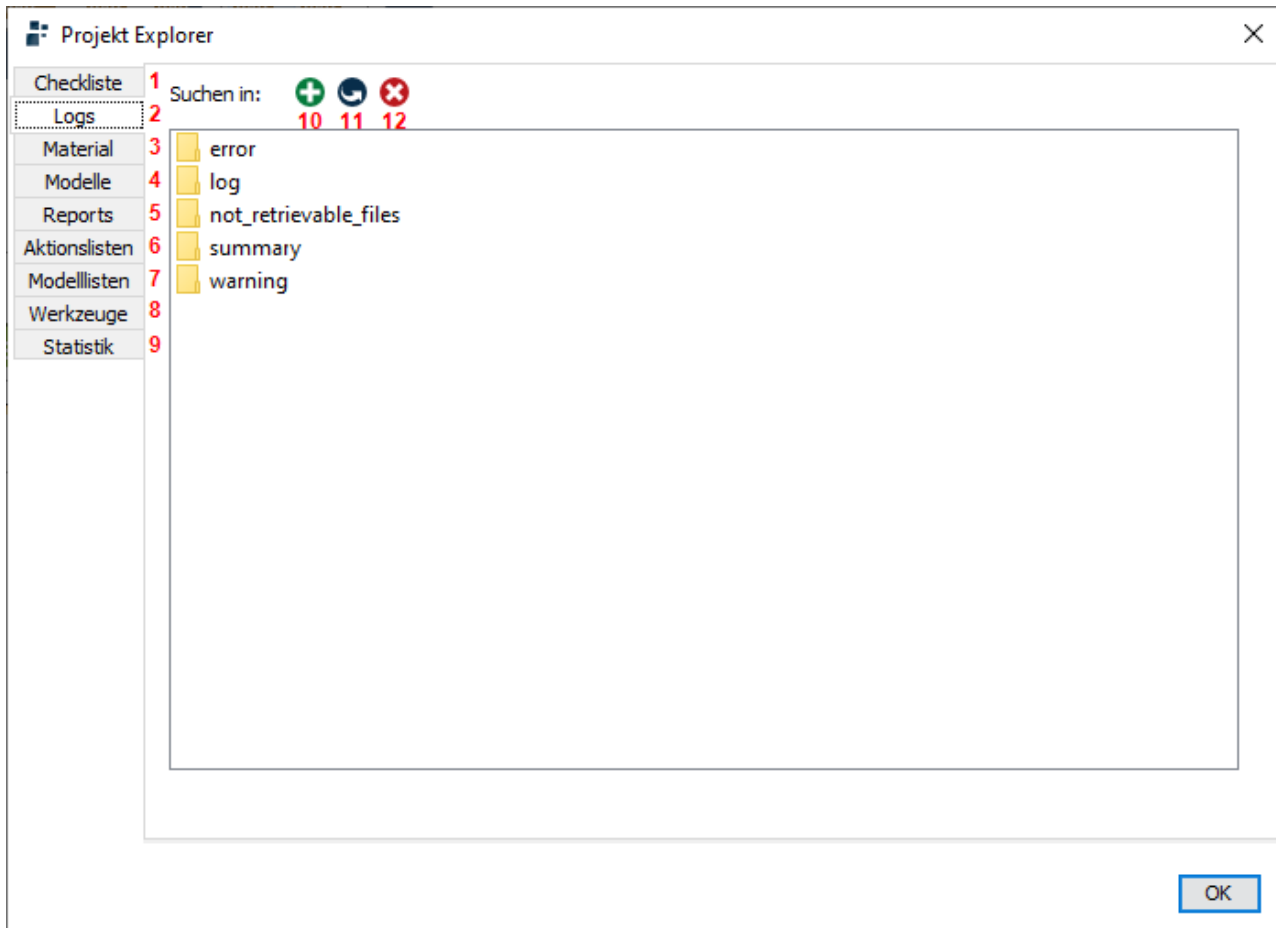 Projekt Explorer
Checkliste 1
Suchen in:
Logs 2
10 11 12
Material 3
error
Modelle 4
log
Reports 5
not_retrievable_files
Aktionslisten 6
summary
Modelllisten 7
warning
Werkzeuge 8
Statistik 9
OK